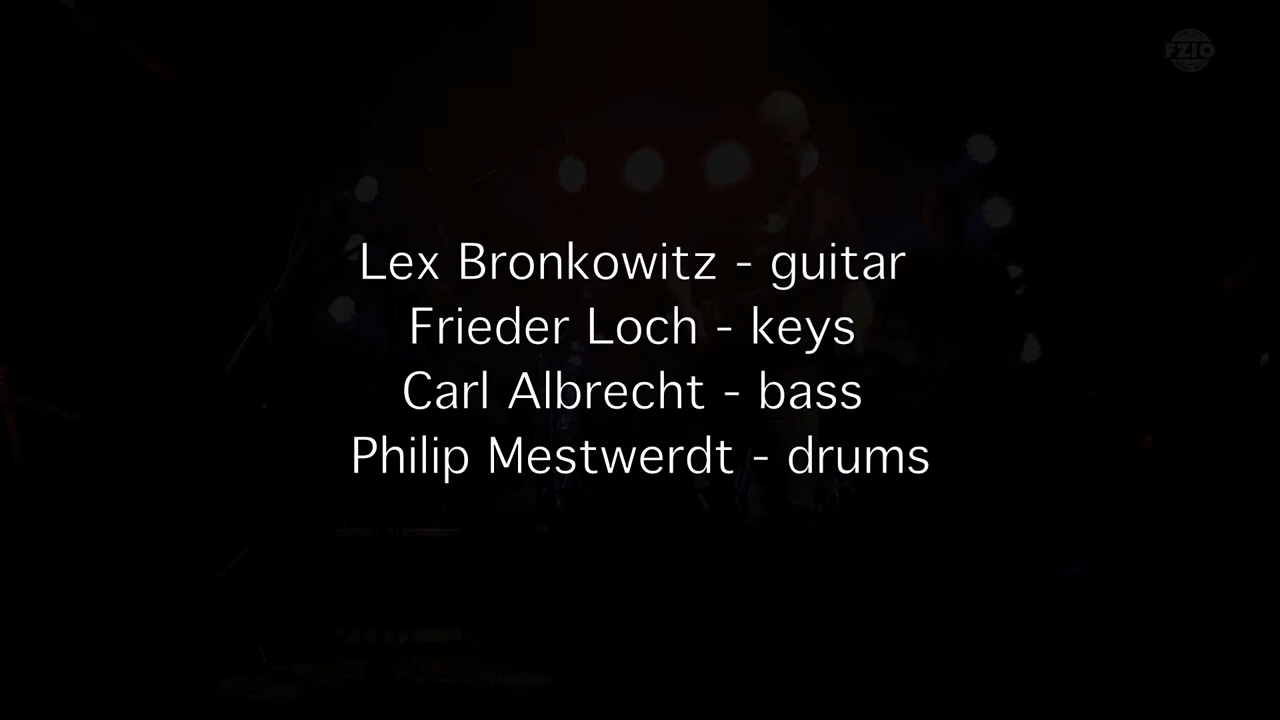 FZIO
Lex Bronkowitz - guitar
Frieder Loch - keys
Carl Albrecht - bass
Philip Mestwerdt - drums